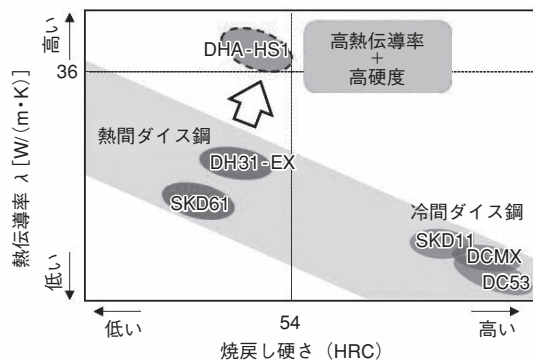 高い
DHA-HS1
高熱伝導率
+
高硬度
36
熱伝導率 λ [W/(m・K)]
熱間ダイス鋼
DH31-EX
SKD61
冷間ダイス鋼
SKD11
DCMX
DC53
低い
低い
54
高い
焼戻し硬さ (HRC)